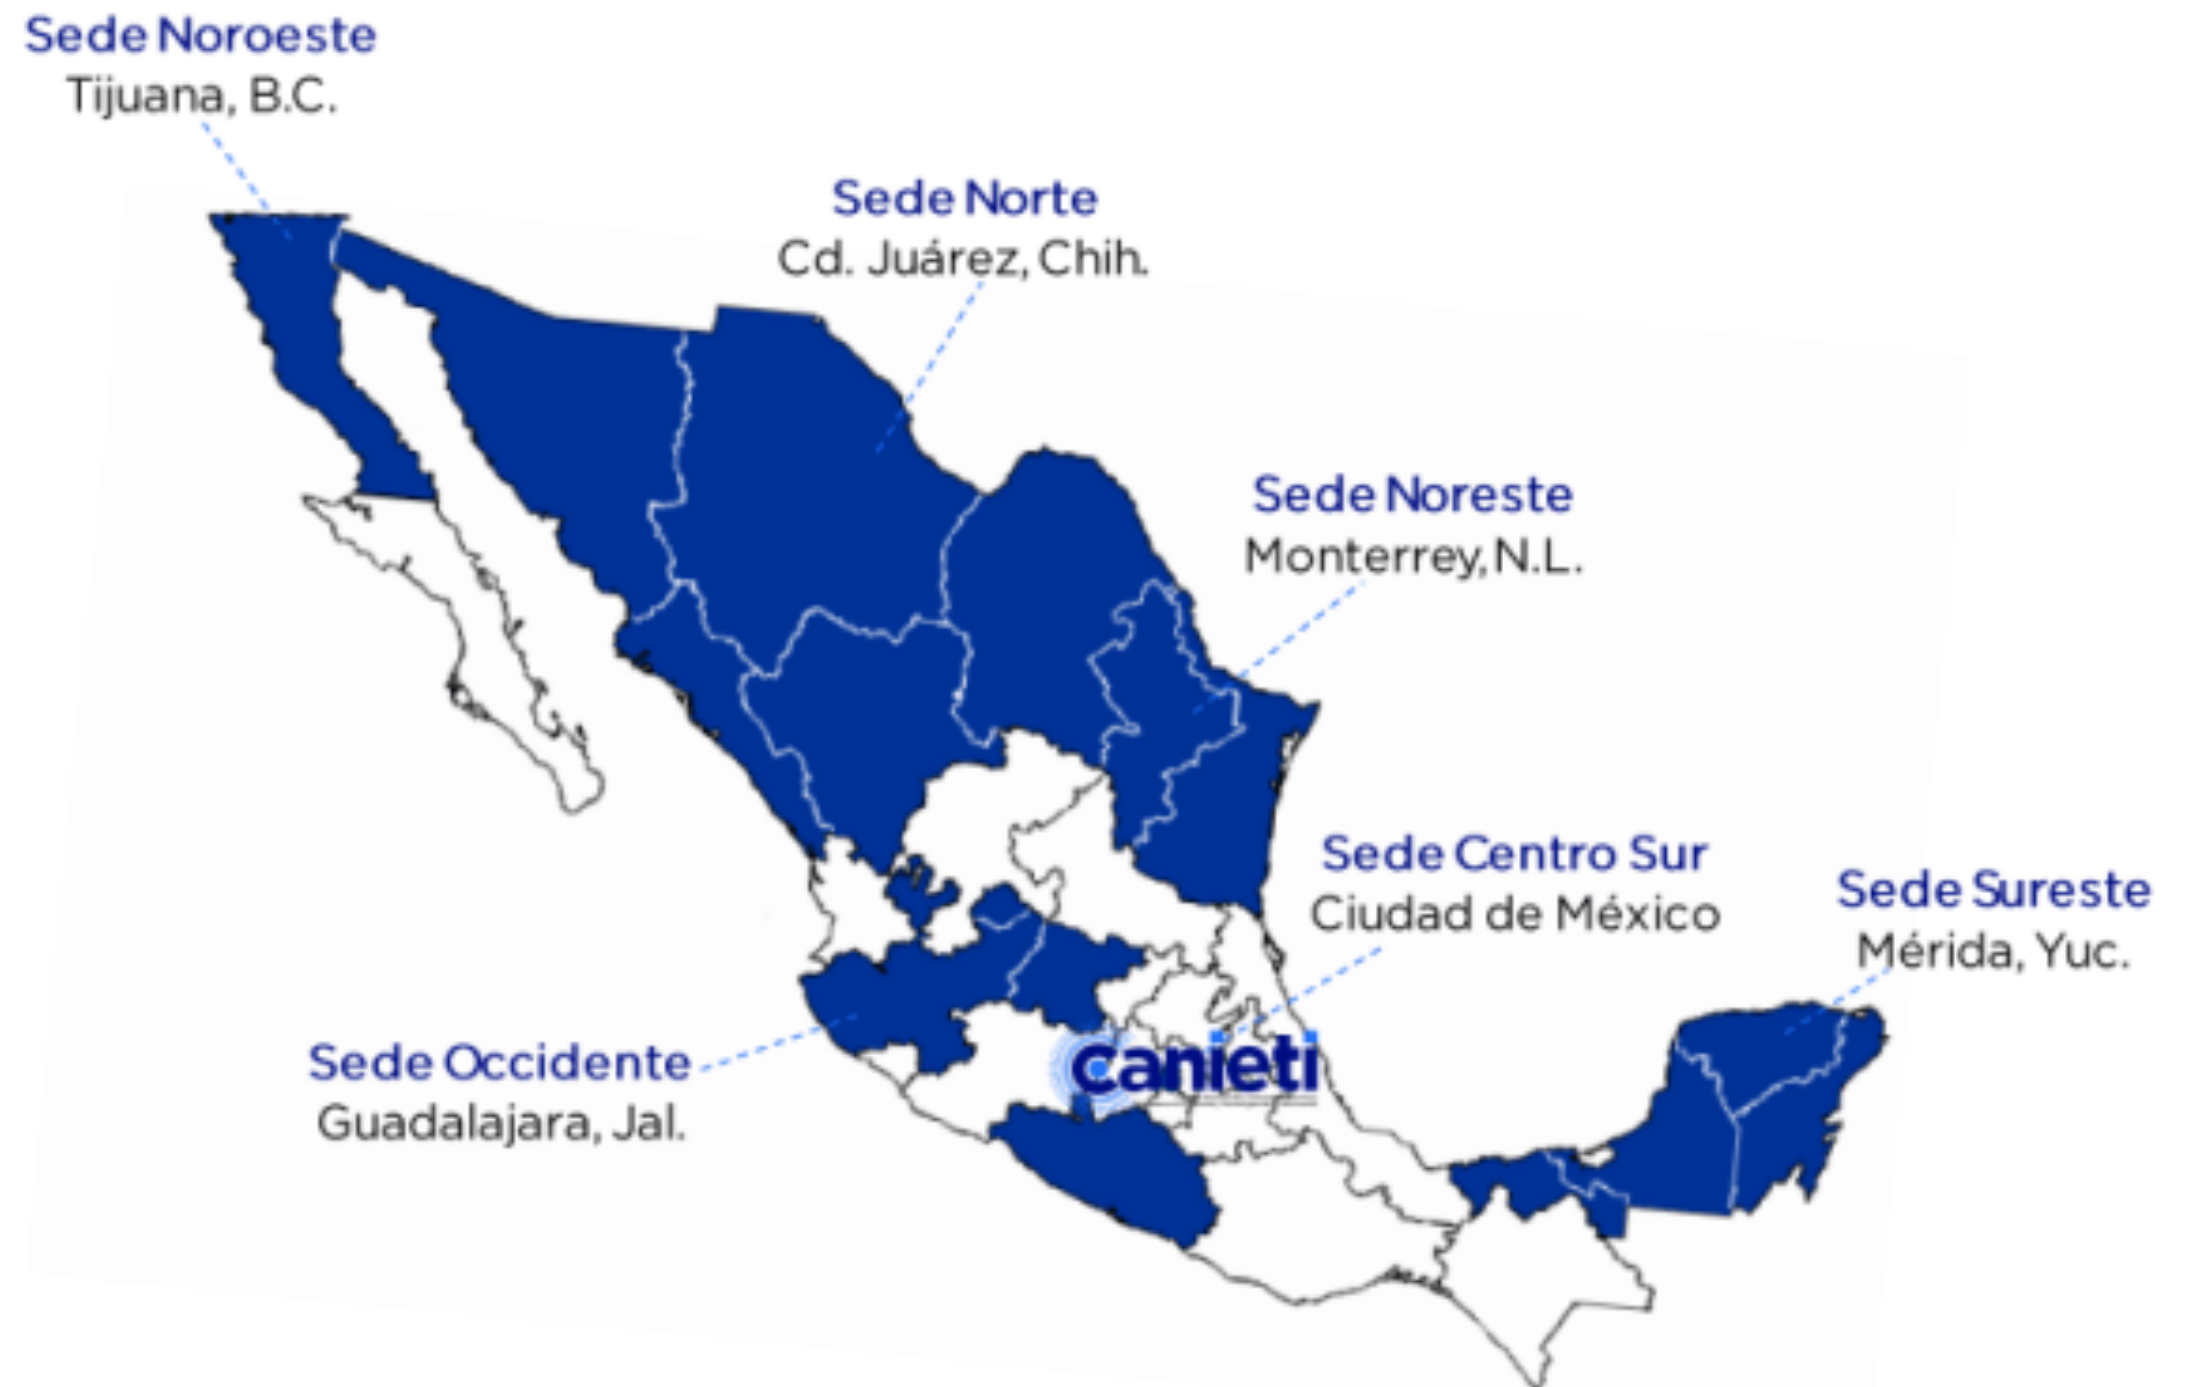 Sede Noroeste
Tijuana, B.C.
Sede Norte
Cd. Juárez, Chih.
Sede Noreste
Monterrey, N.L.
Sede Centro Sur
Ciudad de México
Sede Sureste
Mérida, Yuc.
Sede Occidente
Guadalajara, Jal.
canieti